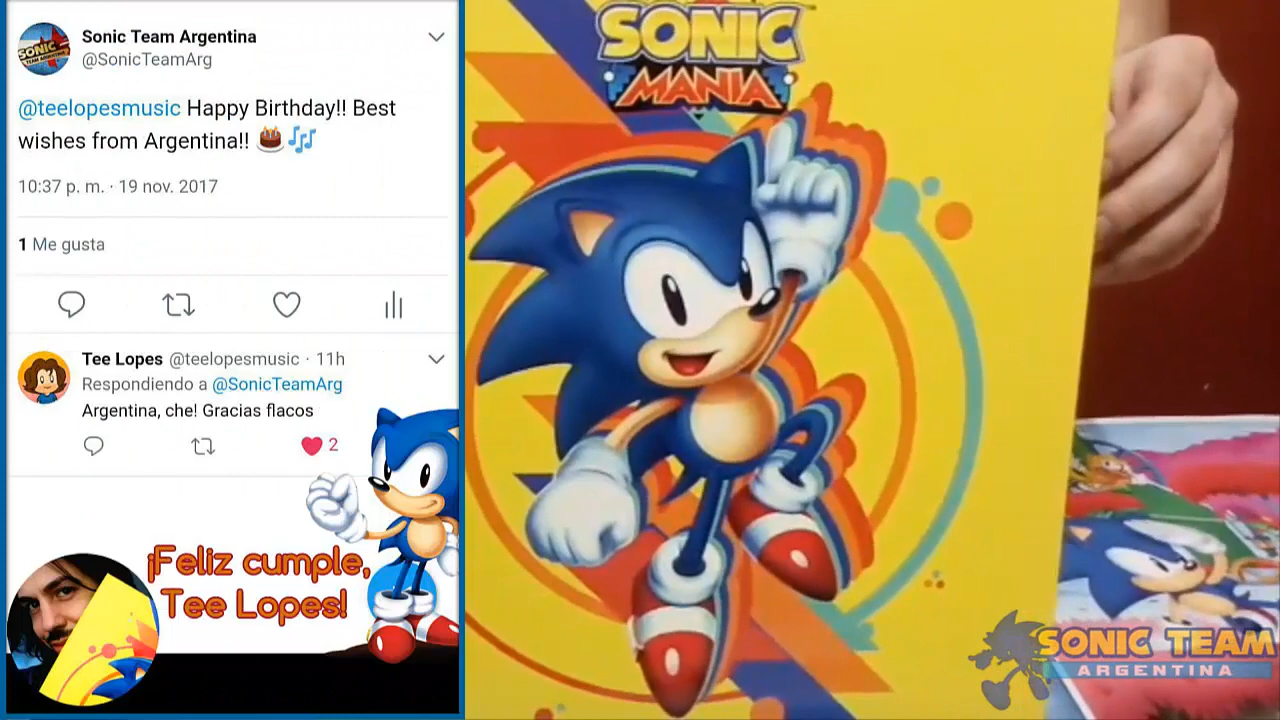 Sonic Team Argentina
@SonicTeamArg
@teelopesmusic Happy Birthday!! Best
wishes from Argentina!! 🎂🎶
10:37 p. m. · 19 nov. 2017
1 Me gusta
Tee Lopes @teelopesmusic · 11h
Respondiendo a @SonicTeamArg
Argentina, che! Gracias flacos
2
¡Feliz cumple,
Tee Lopes!
SONIC
MANIA
SONIC TEAM
ARGENTINA